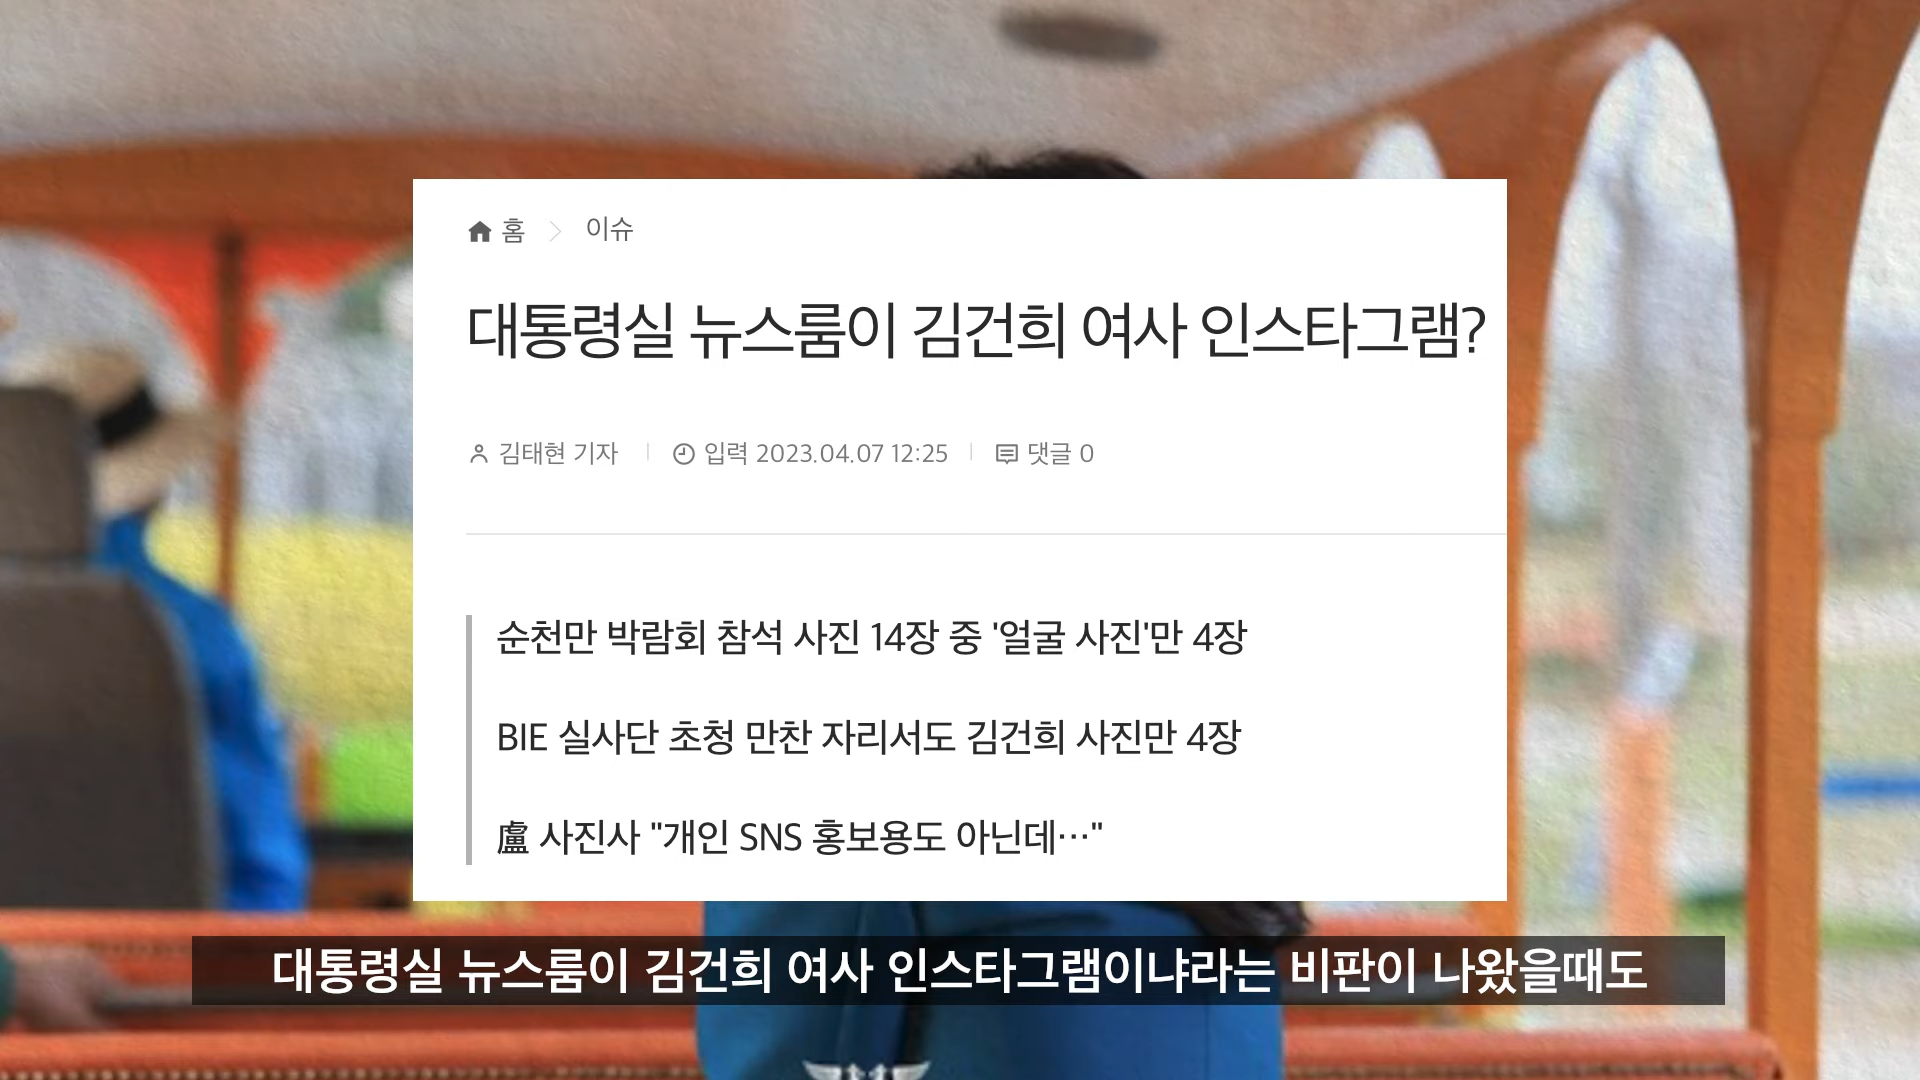 홈 > 이슈
대통령실 뉴스룸이 김건희 여사 인스타그램?
김태현 기자 | 입력 2023.04.07 12:25 | 댓글 0
순천만 박람회 참석 사진 14장 중 '얼굴 사진'만 4장
BIE 실사단 초청 만찬 자리서도 김건희 사진만 4장
盧 사진사 "개인 SNS 홍보용도 아닌데…"
대통령실 뉴스룸이 김건희 여사 인스타그램이냐라는 비판이 나왔을때도